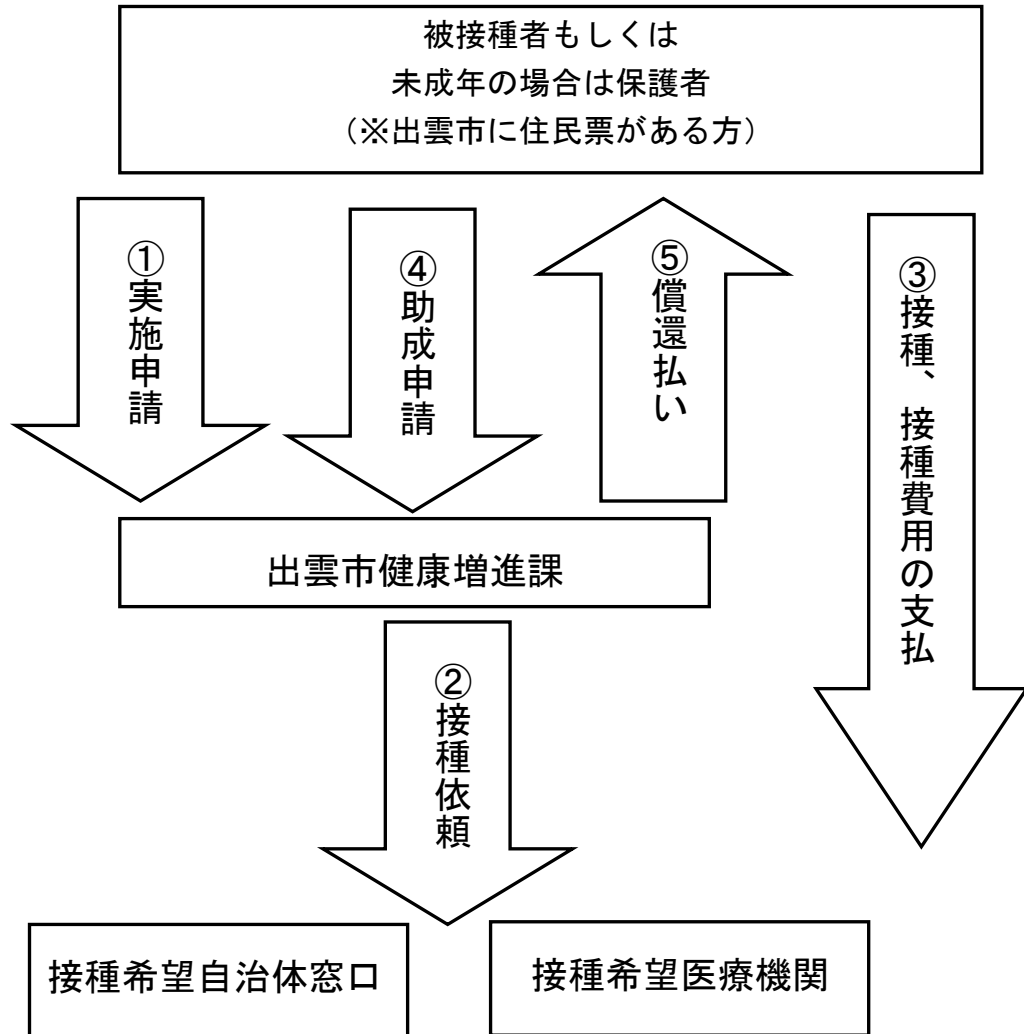 被接種者もしくは
未成年の場合は保護者
（※出雲市に住民票がある方）
①実施申請
④助成申請
⑤償還払い
③接種、接種費用の支払
出雲市健康増進課
②接種依頼
接種希望自治体窓口
接種希望医療機関